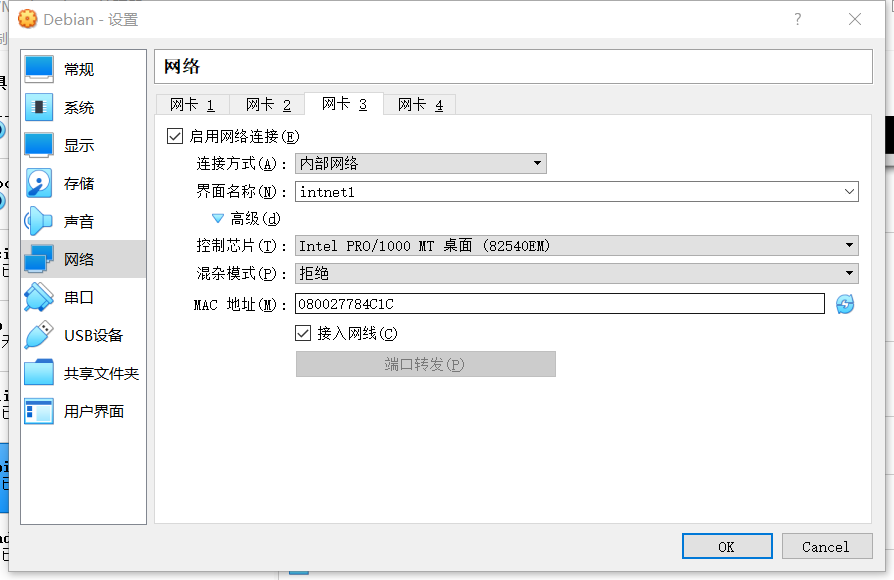 Debian - 设置
?
常规
系统
显示
存储
声音
网络
串口
USB设备
共享文件夹
用户界面
网络
网卡 1
网卡 2
网卡 3
网卡 4
启用网络连接(E)
连接方式(A): 内部网络
界面名称(N): intnet1
高级(d)
控制芯片(T): Intel PRO/1000 MT 桌面 (82540EM)
混杂模式(P): 拒绝
MAC 地址(M): 080027784C1C
接入网线(C)
端口转发(P)
OK
Cancel